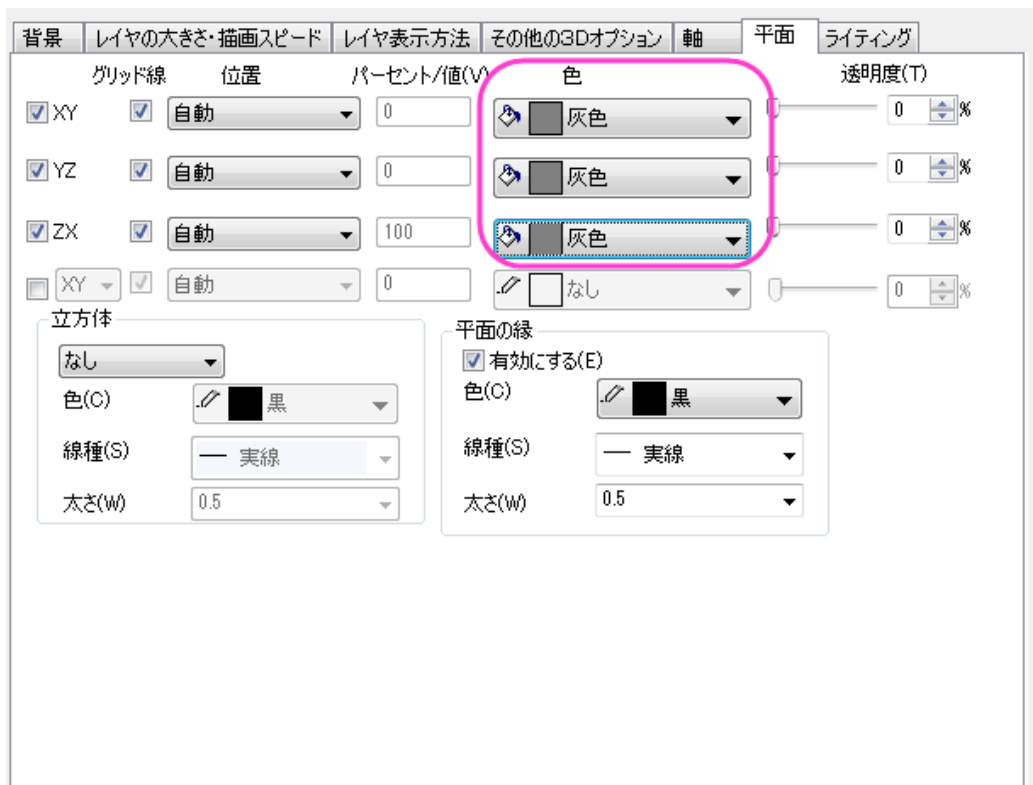 背景 レイヤの大きさ・描画スピード レイヤ表示方法 その他の3Dオプション 軸 平面 ライティング
グリッド線 位置 パーセント/値(V) 色 透明度(T)
XY 自動 0 灰色 0 %
YZ 自動 0 灰色 0 %
ZX 自動 100 灰色 0 %
XY 自動 0 なし 0 %
立方体
なし
色(C) 黒
線種(S) 実線
太さ(W) 0.5
平面の縁
有効にする(E)
色(C) 黒
線種(S) 実線
太さ(W) 0.5